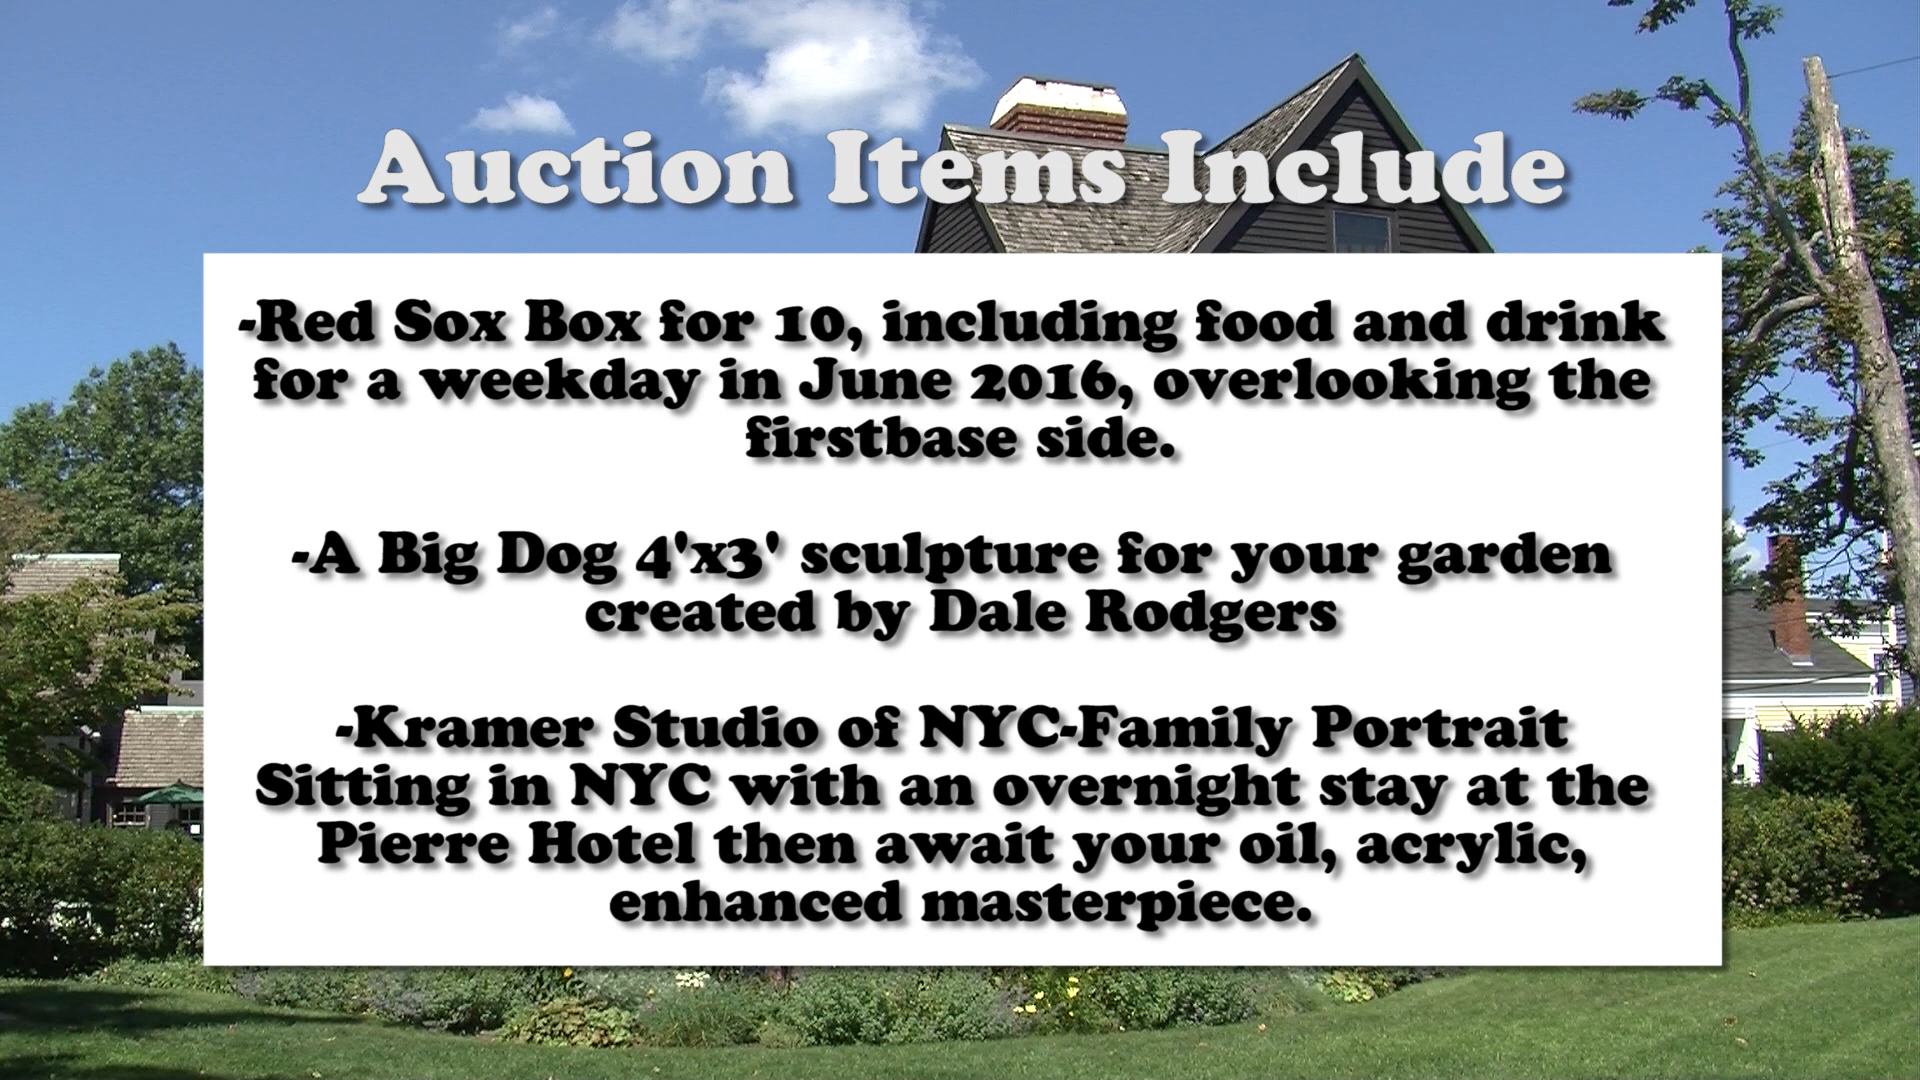 Auction Items Include
-Red Sox Box for 10, including food and drink
for a weekday in June 2016, overlooking the
firstbase side.
-A Big Dog 4'x3' sculpture for your garden
created by Dale Rodgers
-Kramer Studio of NYC-Family Portrait
Sitting in NYC with an overnight stay at the
Pierre Hotel then await your oil, acrylic,
enhanced masterpiece.